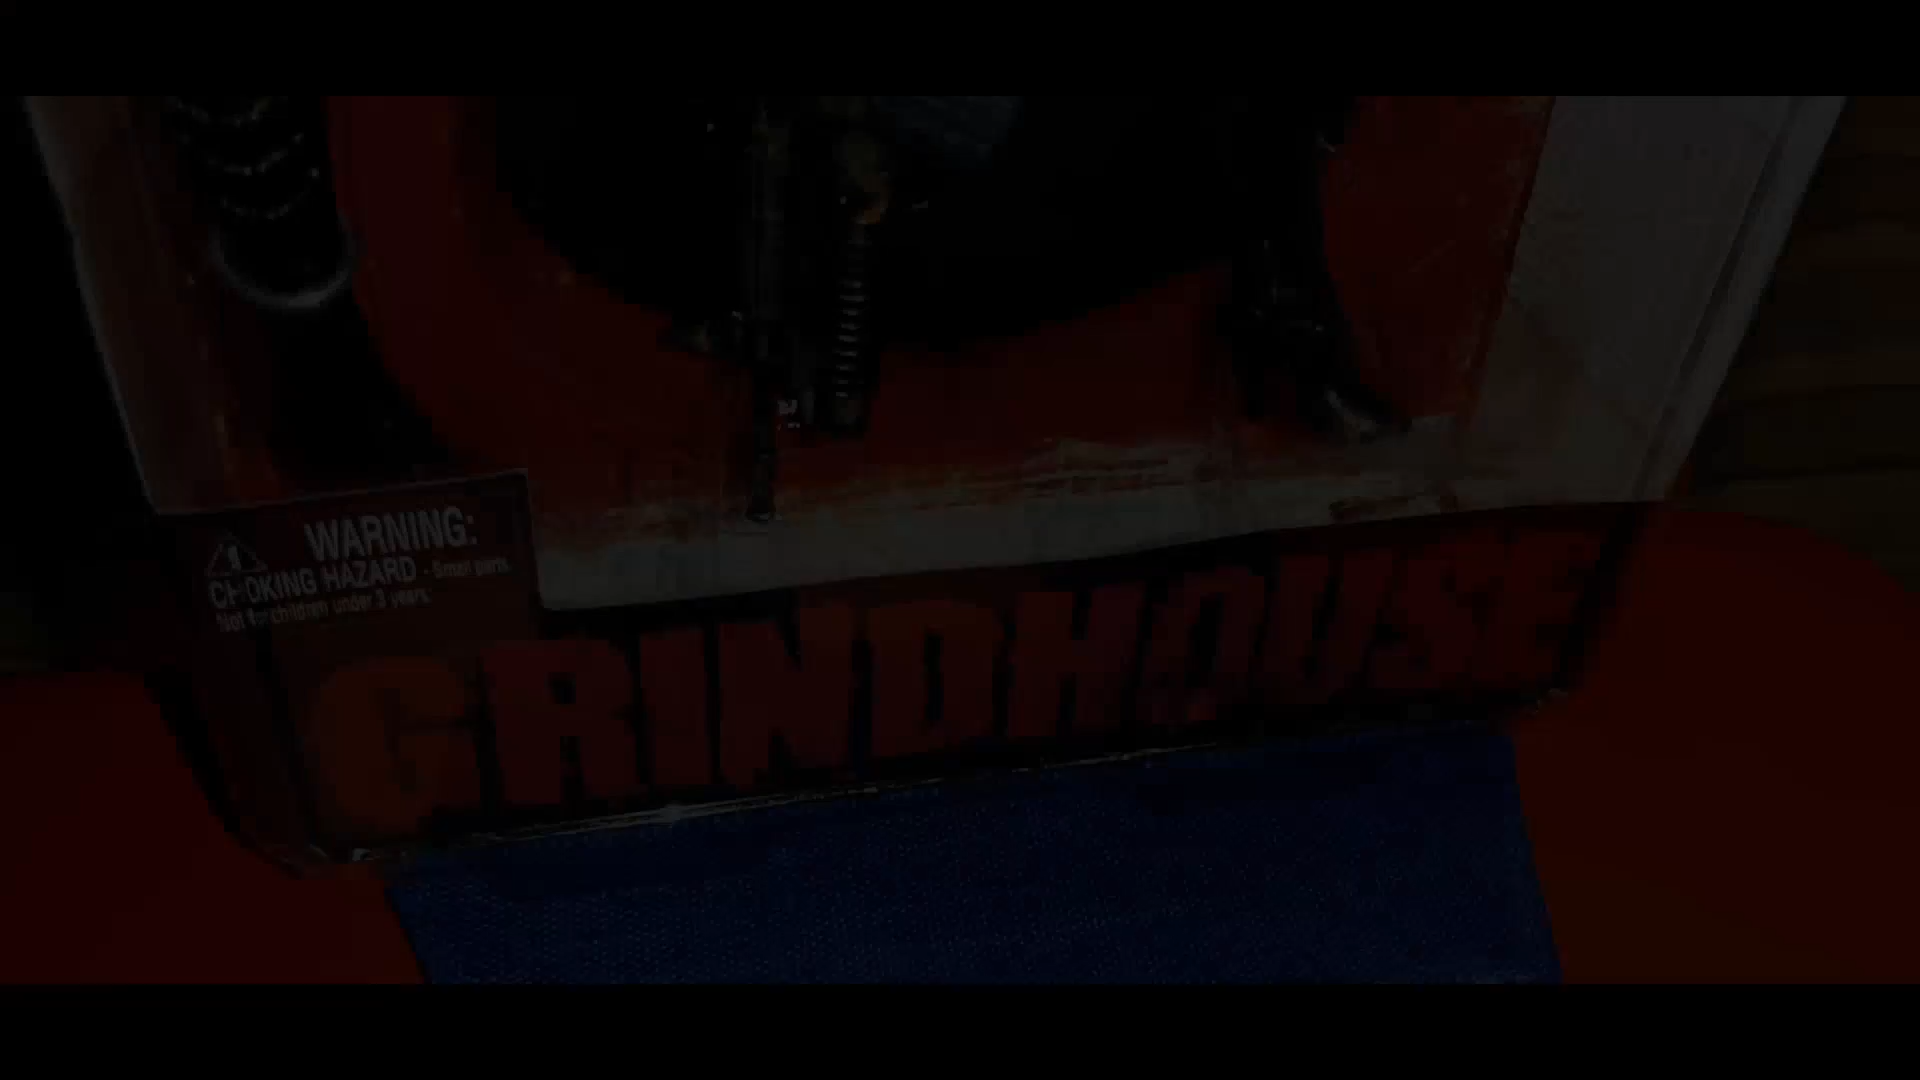 WARNING:
CHOKING HAZARD - Small parts.
Not for children under 3 years.
GRINDHOUSE